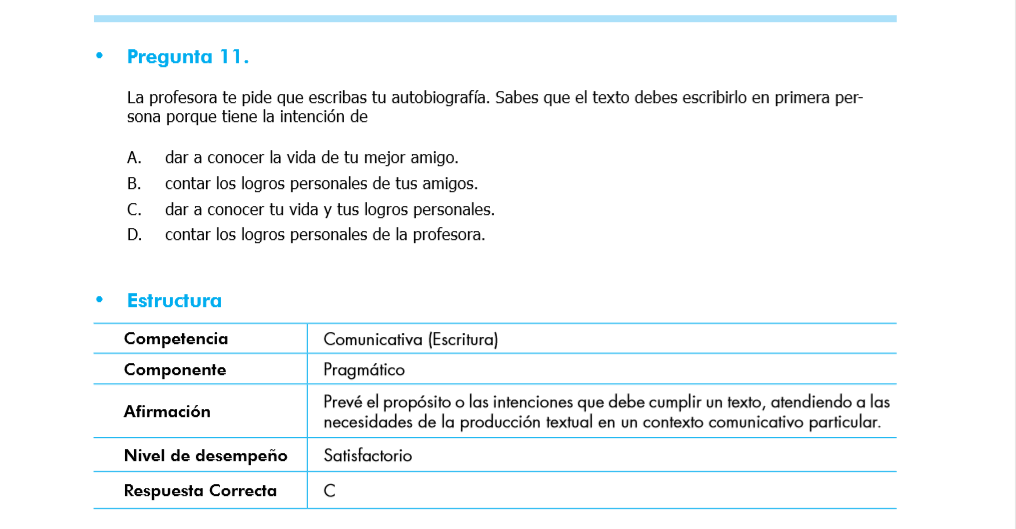 • Pregunta 11.
La profesora te pide que escribas tu autobiografía. Sabes que el texto debes escribirlo en primera per-
sona porque tiene la intención de
A. dar a conocer la vida de tu mejor amigo.
B. contar los logros personales de tus amigos.
C. dar a conocer tu vida y tus logros personales.
D. contar los logros personales de la profesora.
• Estructura
Competencia Comunicativa (Escritura)
Componente Pragmático
Afirmación Prevé el propósito o las intenciones que debe cumplir un texto, atendiendo a las
necesidades de la producción textual en un contexto comunicativo particular.
Nivel de desempeño Satisfactorio
Respuesta Correcta C